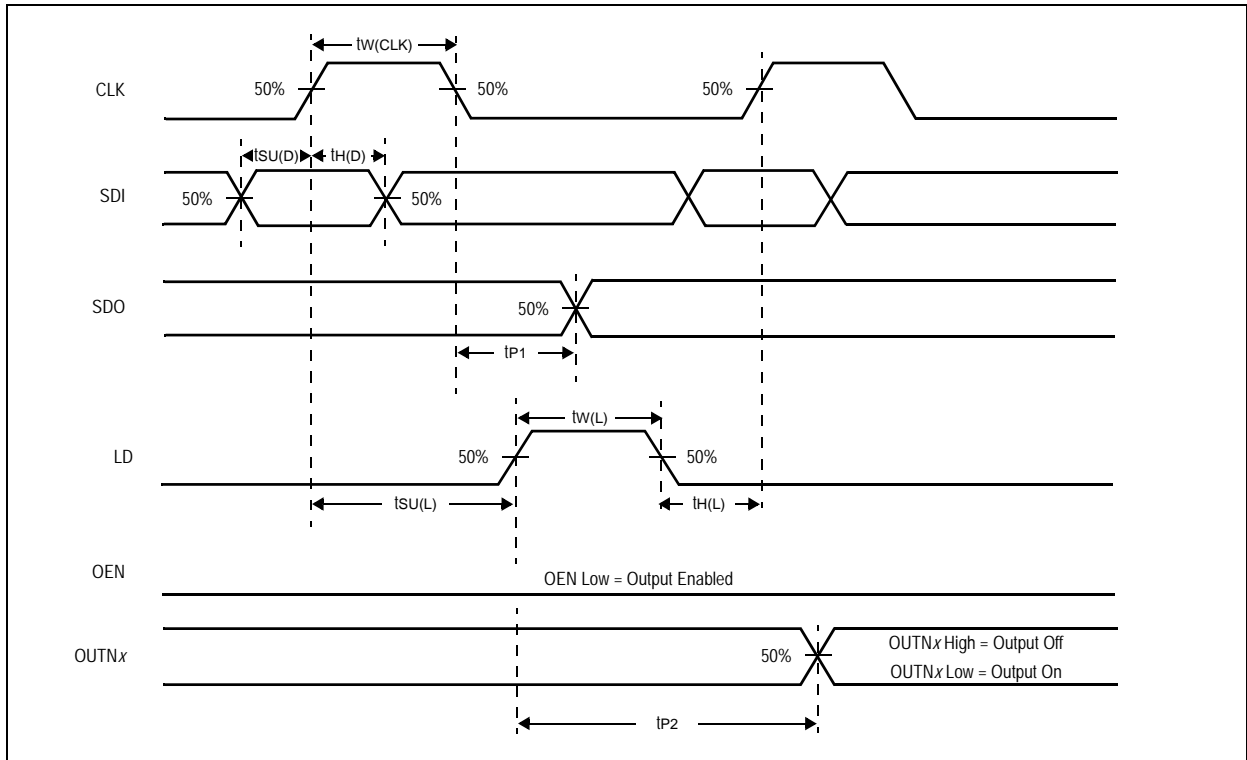 tW(CLK)
CLK
50%
50%
50%
tSU(D)
tH(D)
SDI
50%
50%
SDO
50%
tP1
tW(L)
LD
50%
50%
tSU(L)
tH(L)
OEN
OEN Low = Output Enabled
OUTNx
50%
OUTNx High = Output Off
OUTNx Low = Output On
tP2